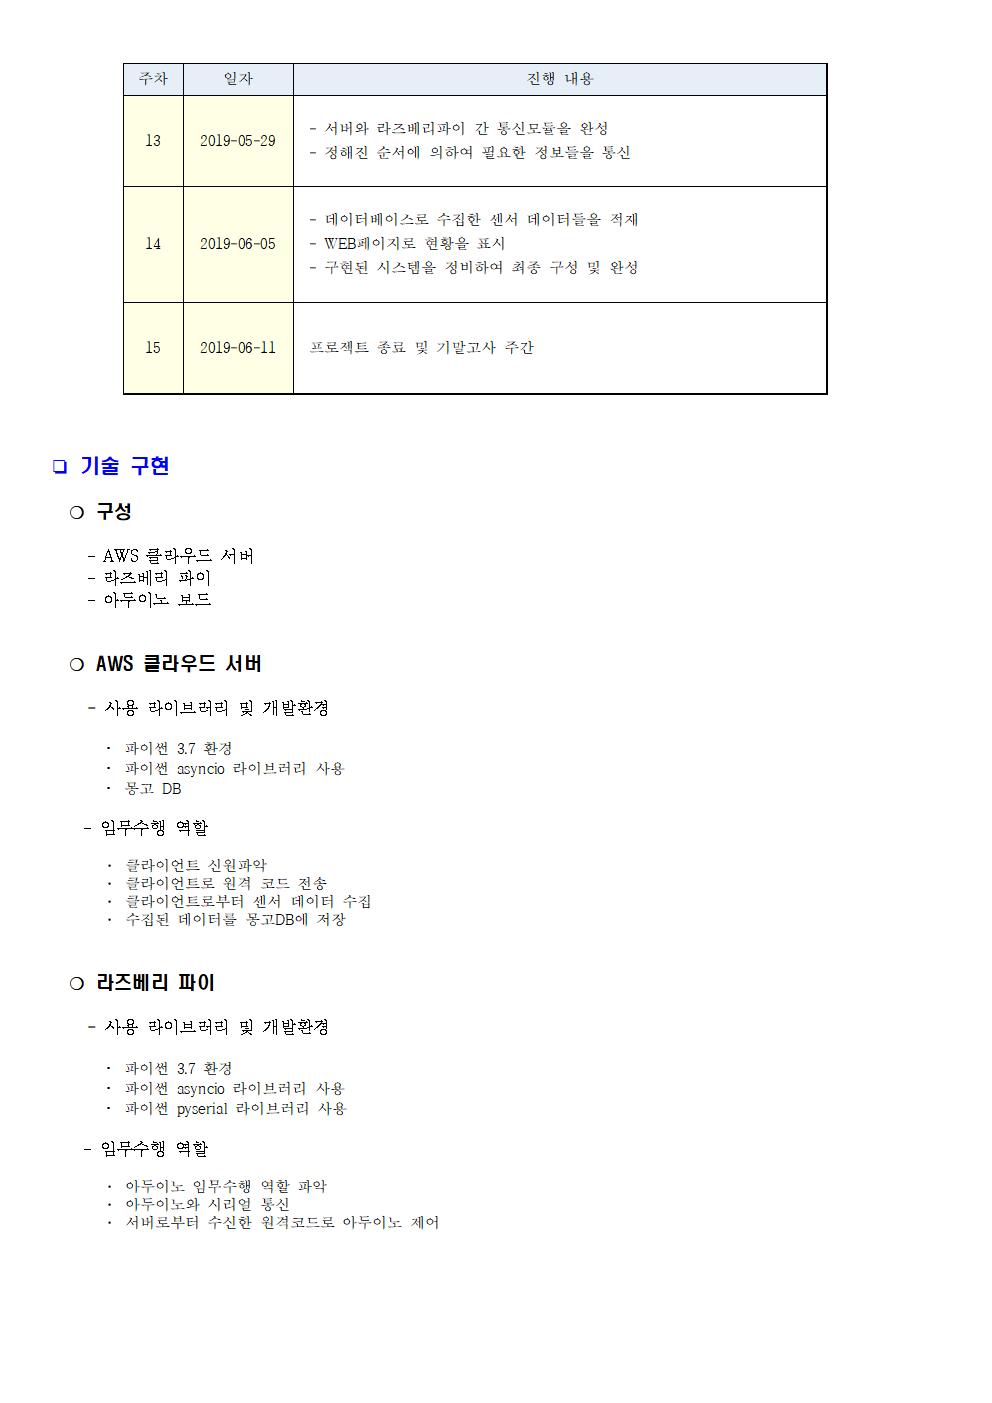 주차 일자 진행 내용
13 2019-05-29
- 서버와 라즈베리파이 간 통신모듈을 완성
- 정해진 순서에 의하여 필요한 정보들을 통신
14 2019-06-05
- 데이터베이스로 수집한 센서 데이터들을 적재
- WEB페이지로 현황을 표시
- 구현된 시스템을 정비하여 최종 구성 및 완성
15 2019-06-11 프로젝트 종료 및 기말고사 주간
❏ 기술 구현
❍ 구성
- AWS 클라우드 서버
- 라즈베리 파이
- 아두이노 보드
❍ AWS 클라우드 서버
- 사용 라이브러리 및 개발환경
· 파이썬 3.7 환경
· 파이썬 asyncio 라이브러리 사용
· 몽고 DB
- 임무수행 역할
· 클라이언트 신원파악
· 클라이언트로 원격 코드 전송
· 클라이언트로부터 센서 데이터 수집
· 수집된 데이터를 몽고DB에 저장
❍ 라즈베리 파이
- 사용 라이브러리 및 개발환경
· 파이썬 3.7 환경
· 파이썬 asyncio 라이브러리 사용
· 파이썬 pyserial 라이브러리 사용
- 임무수행 역할
· 아두이노 임무수행 역할 파악
· 아두이노와 시리얼 통신
· 서버로부터 수신한 원격코드로 아두이노 제어